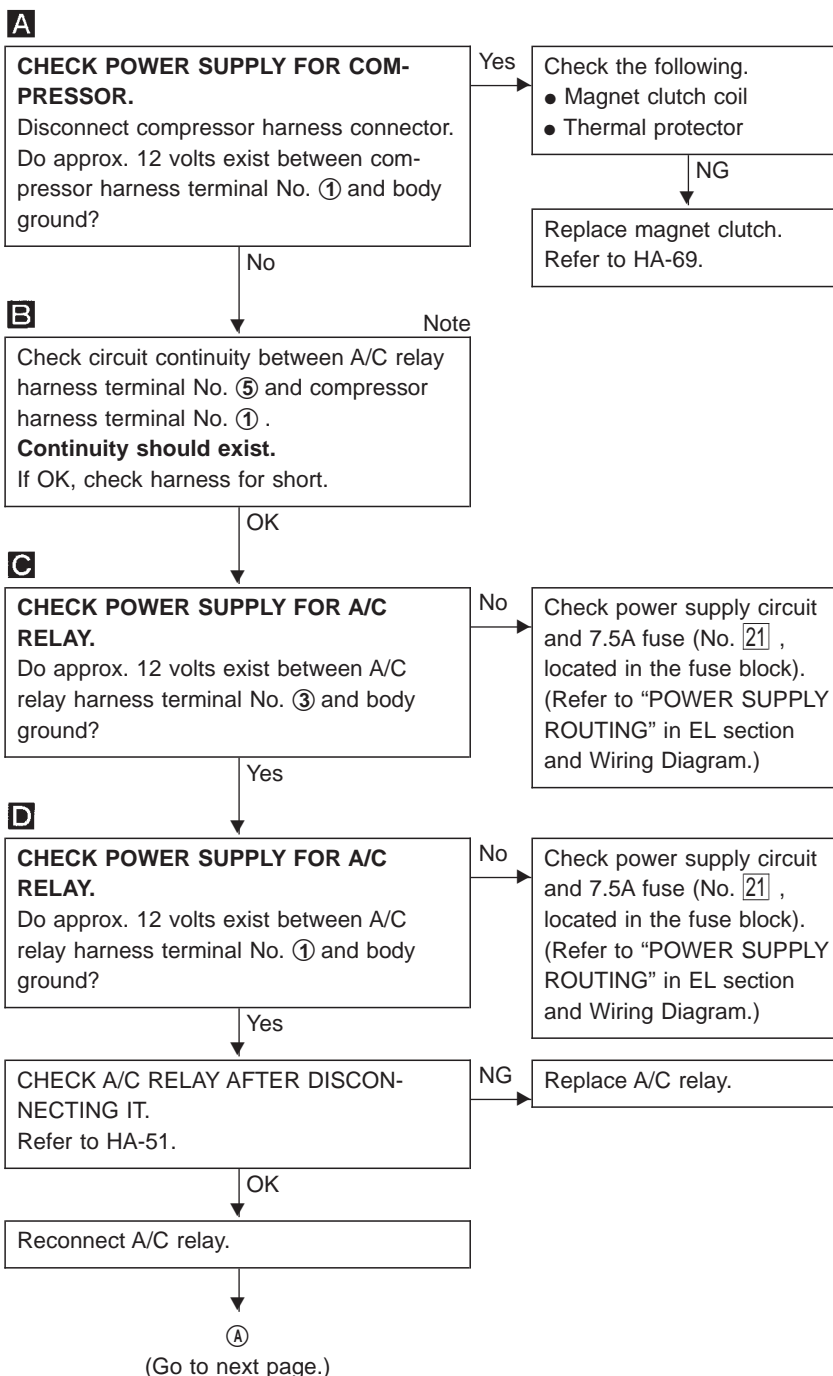 A
CHECK POWER SUPPLY FOR COM-
PRESSOR.
Disconnect compressor harness connector.
Do approx. 12 volts exist between com-
pressor harness terminal No. ① and body
ground?
Yes
Check the following.
● Magnet clutch coil
● Thermal protector
NG
Replace magnet clutch.
Refer to HA-69.
No
B
Note
Check circuit continuity between A/C relay
harness terminal No. ⑤ and compressor
harness terminal No. ① .
Continuity should exist.
If OK, check harness for short.
OK
C
CHECK POWER SUPPLY FOR A/C
RELAY.
Do approx. 12 volts exist between A/C
relay harness terminal No. ③ and body
ground?
No
Check power supply circuit
and 7.5A fuse (No. 21 ,
located in the fuse block).
(Refer to “POWER SUPPLY
ROUTING” in EL section
and Wiring Diagram.)
Yes
D
CHECK POWER SUPPLY FOR A/C
RELAY.
Do approx. 12 volts exist between A/C
relay harness terminal No. ① and body
ground?
No
Check power supply circuit
and 7.5A fuse (No. 21 ,
located in the fuse block).
(Refer to “POWER SUPPLY
ROUTING” in EL section
and Wiring Diagram.)
Yes
CHECK A/C RELAY AFTER DISCON-
NECTING IT.
Refer to HA-51.
NG
Replace A/C relay.
OK
Reconnect A/C relay.
Ⓐ
(Go to next page.)